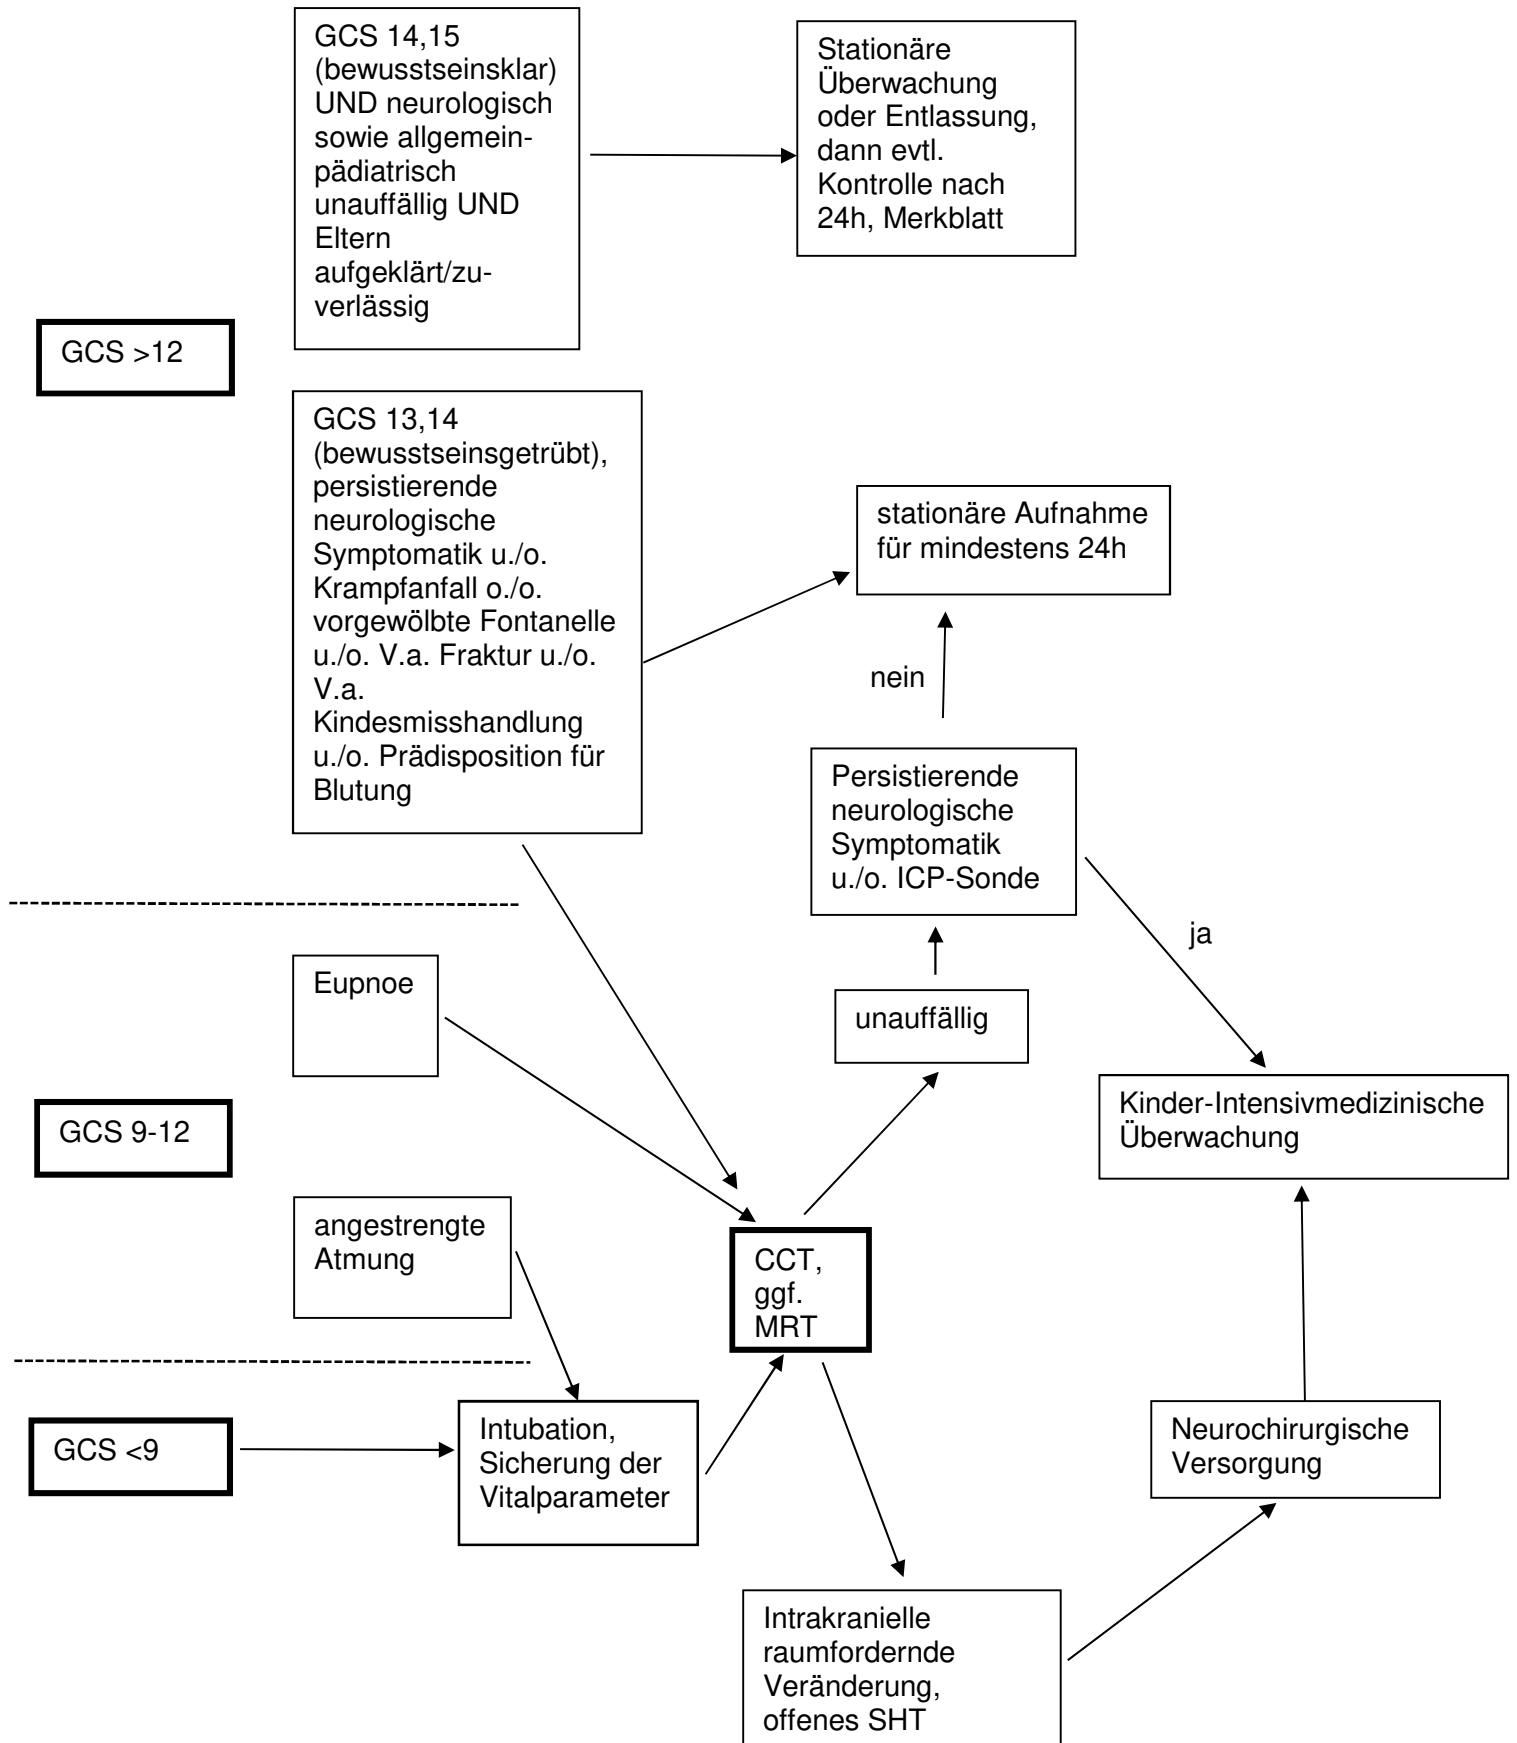 GCS 14,15
(bewusstseinsklar)
UND neurologisch
sowie allgemein-
pädiatrisch
unauffällig UND
Eltern
aufgeklärt/zu-
verlässig
Stationäre
Überwachung
oder Entlassung,
dann evtl.
Kontrolle nach
24h, Merkblatt
GCS >12
GCS 13,14
(bewusstseinsgetrübt),
persistierende
neurologische
Symptomatik u./o.
Krampfanfall o./o.
vorgewölbte Fontanelle
u./o. V.a. Fraktur u./o.
V.a.
Kindesmisshandlung
u./o. Prädisposition für
Blutung
stationäre Aufnahme
für mindestens 24h
nein
Persistierende
neurologische
Symptomatik
u./o. ICP-Sonde
ja
Eupnoe
unauffällig
GCS 9-12
Kinder-Intensivmedizinische
Überwachung
angestrengte
Atmung
CCT,
ggf.
MRT
GCS <9
Intubation,
Sicherung der
Vitalparameter
Neurochirurgische
Versorgung
Intrakranielle
raumfordernde
Veränderung,
offenes SHT